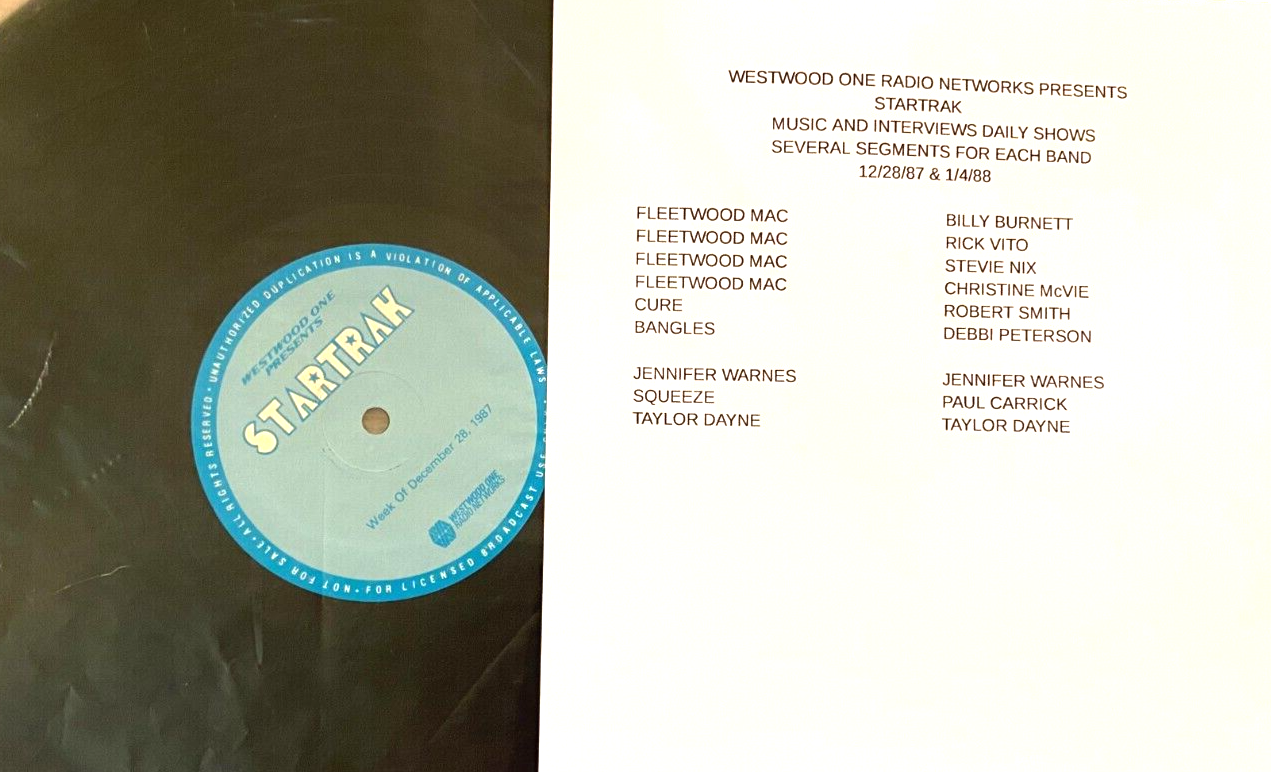 UNAUTHORIZED DUPLICATION IS A VIOLATION OF APPLICABLE LAWS
FOR LICENSED BROADCAST USE
NOT FOR SALE • ALL RIGHTS RESERVED •
WESTWOOD ONE
PRESENTS
STARTRAK
Week Of December 28, 1987
WESTWOOD ONE
RADIO NETWORKS
WESTWOOD ONE RADIO NETWORKS PRESENTS
STARTRAK
MUSIC AND INTERVIEWS DAILY SHOWS
SEVERAL SEGMENTS FOR EACH BAND
12/28/87 & 1/4/88
FLEETWOOD MAC BILLY BURNETT
FLEETWOOD MAC RICK VITO
FLEETWOOD MAC STEVIE NIX
FLEETWOOD MAC CHRISTINE McVIE
CURE ROBERT SMITH
BANGLES DEBBI PETERSON
JENNIFER WARNES JENNIFER WARNES
SQUEEZE PAUL CARRICK
TAYLOR DAYNE TAYLOR DAYNE